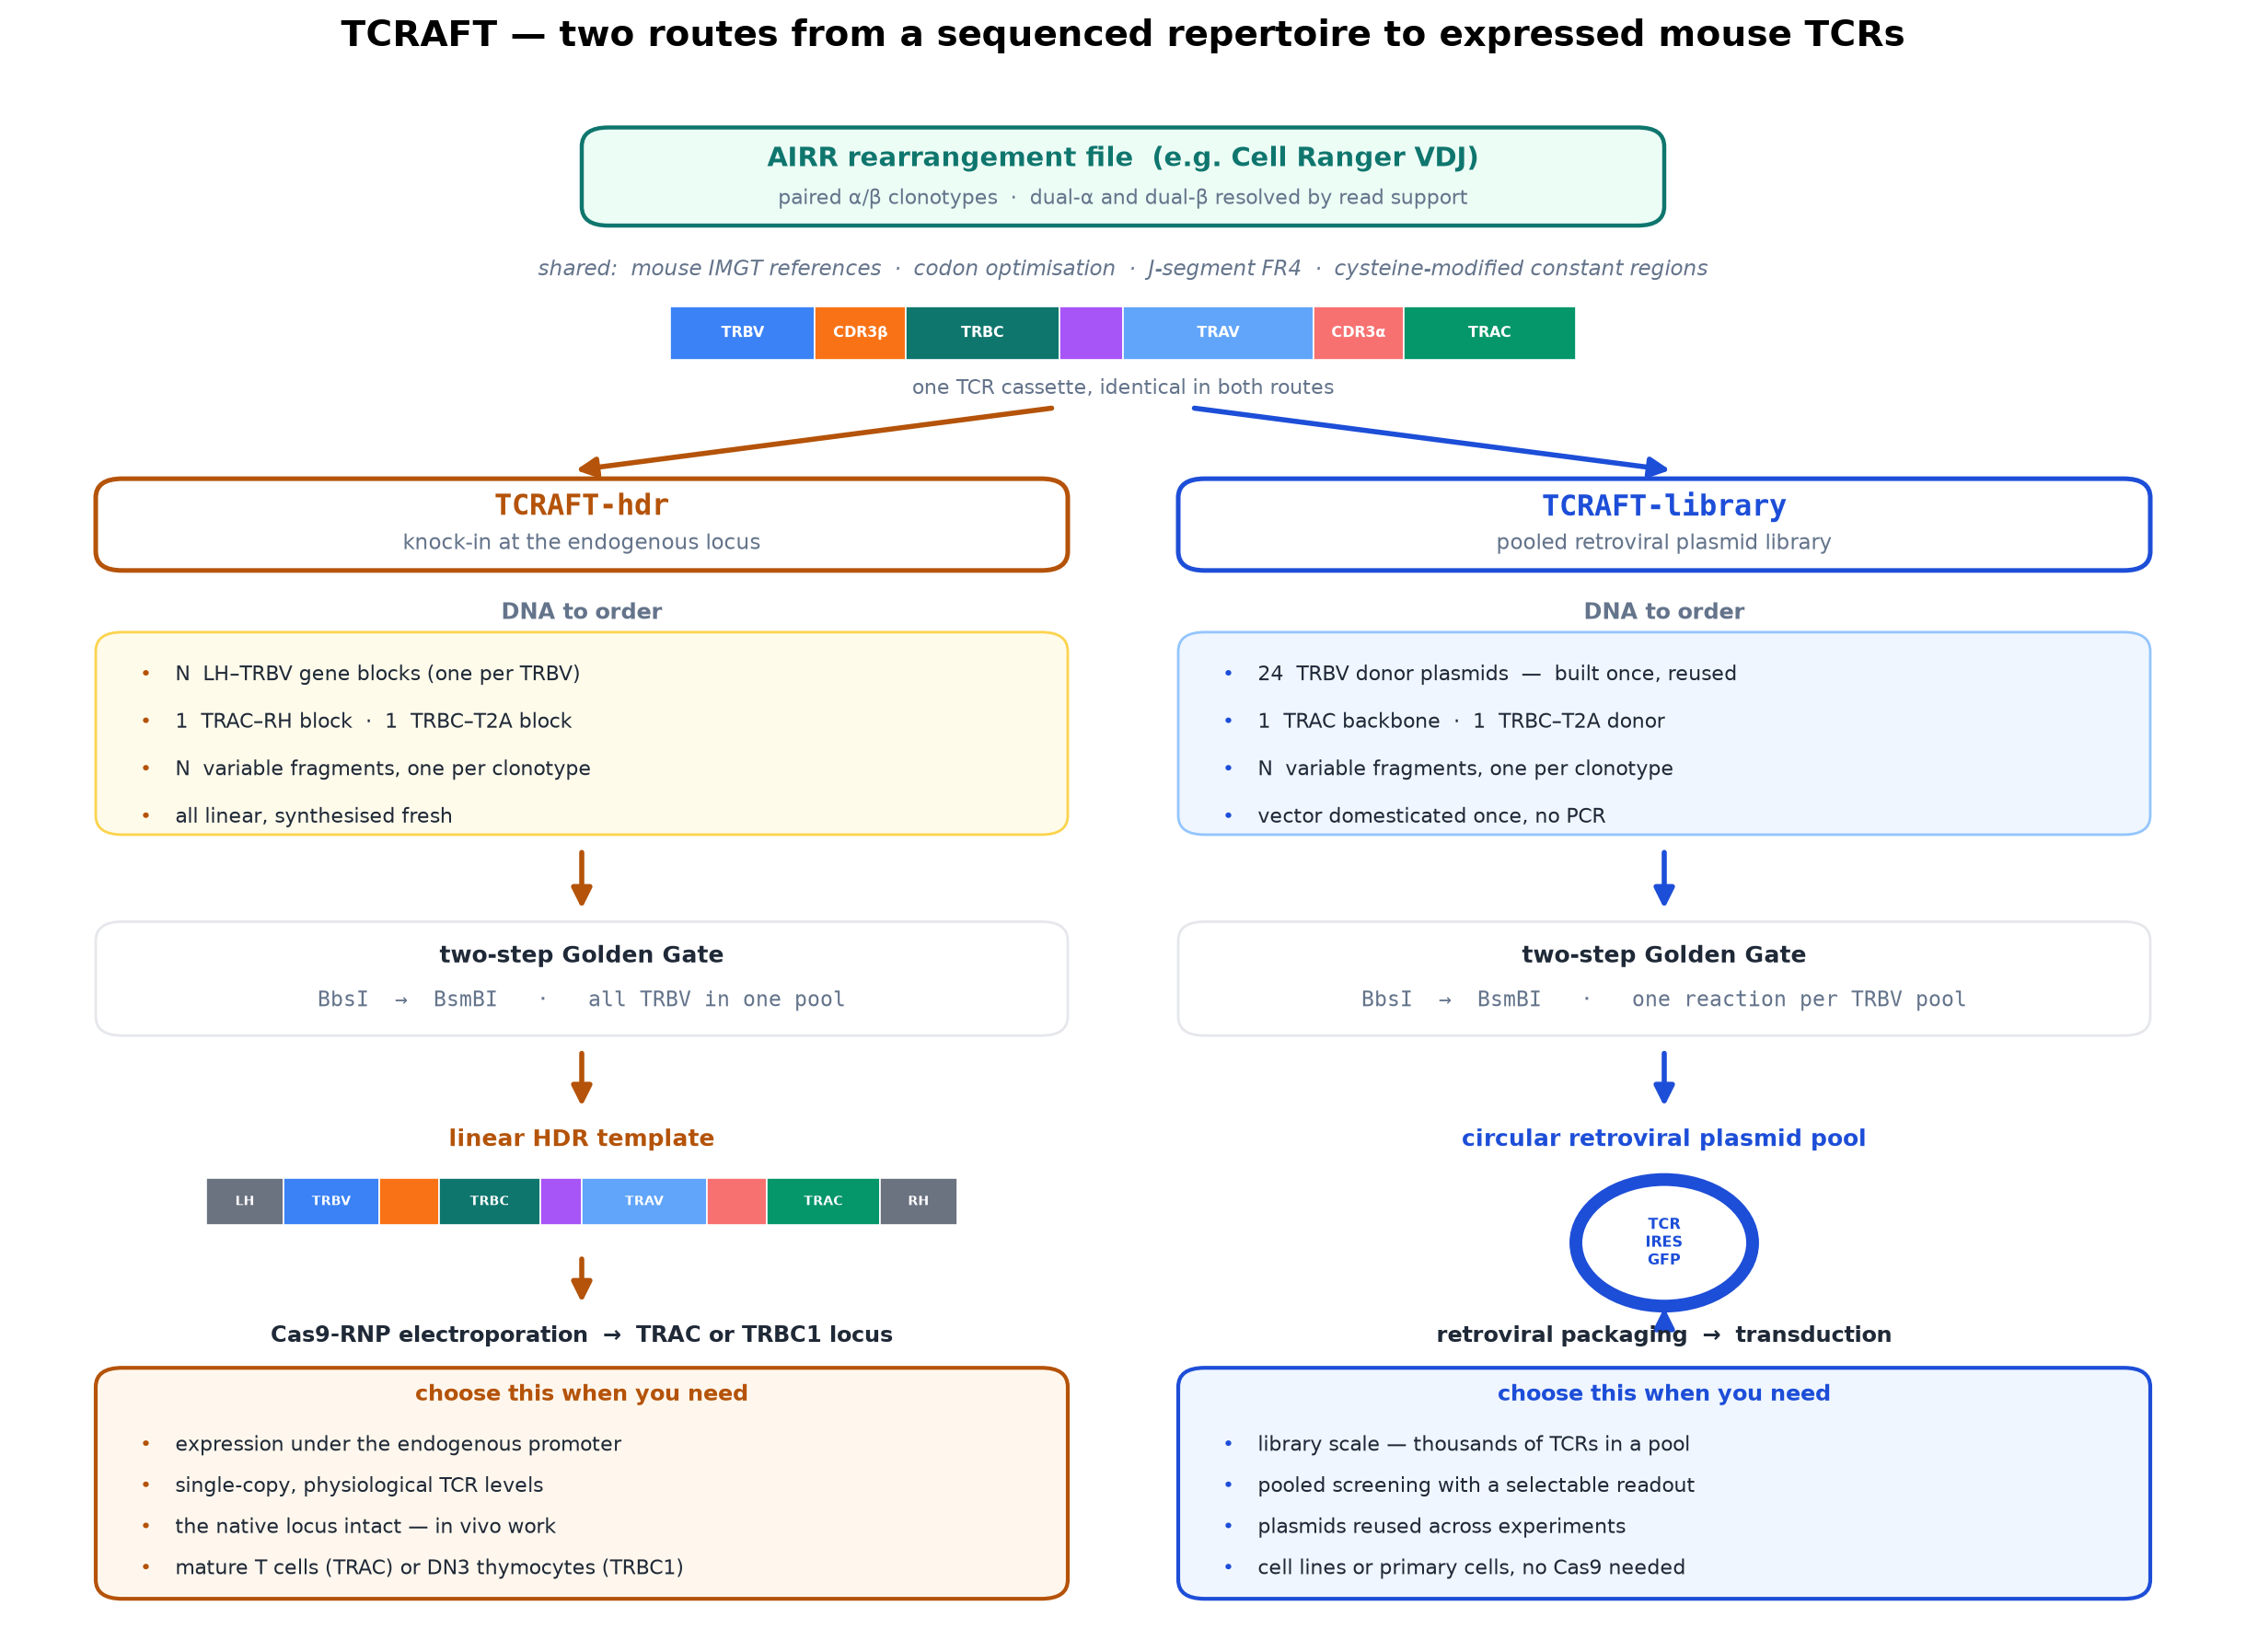 TCRAFT — two routes from a sequenced repertoire to expressed mouse TCRs
AIRR rearrangement file (e.g. Cell Ranger VDJ)
paired α/β clonotypes · dual-α and dual-β resolved by read support
shared: mouse IMGT references · codon optimisation · J-segment FR4 · cysteine-modified constant regions
TRBV CDR3β TRBC TRAV CDR3α TRAC
one TCR cassette, identical in both routes
TCRAFT-hdr
knock-in at the endogenous locus
DNA to order
• N LH–TRBV gene blocks (one per TRBV)
• 1 TRAC–RH block · 1 TRBC–T2A block
• N variable fragments, one per clonotype
• all linear, synthesised fresh
two-step Golden Gate
BbsI → BsmBI · all TRBV in one pool
linear HDR template
LH TRBV TRBC TRAV TRAC RH
Cas9-RNP electroporation → TRAC or TRBC1 locus
choose this when you need
• expression under the endogenous promoter
• single-copy, physiological TCR levels
• the native locus intact — in vivo work
• mature T cells (TRAC) or DN3 thymocytes (TRBC1)
TCRAFT-library
pooled retroviral plasmid library
DNA to order
• 24 TRBV donor plasmids — built once, reused
• 1 TRAC backbone · 1 TRBC–T2A donor
• N variable fragments, one per clonotype
• vector domesticated once, no PCR
two-step Golden Gate
BbsI → BsmBI · one reaction per TRBV pool
circular retroviral plasmid pool
TCR
IRES
GFP
retroviral packaging → transduction
choose this when you need
• library scale — thousands of TCRs in a pool
• pooled screening with a selectable readout
• plasmids reused across experiments
• cell lines or primary cells, no Cas9 needed